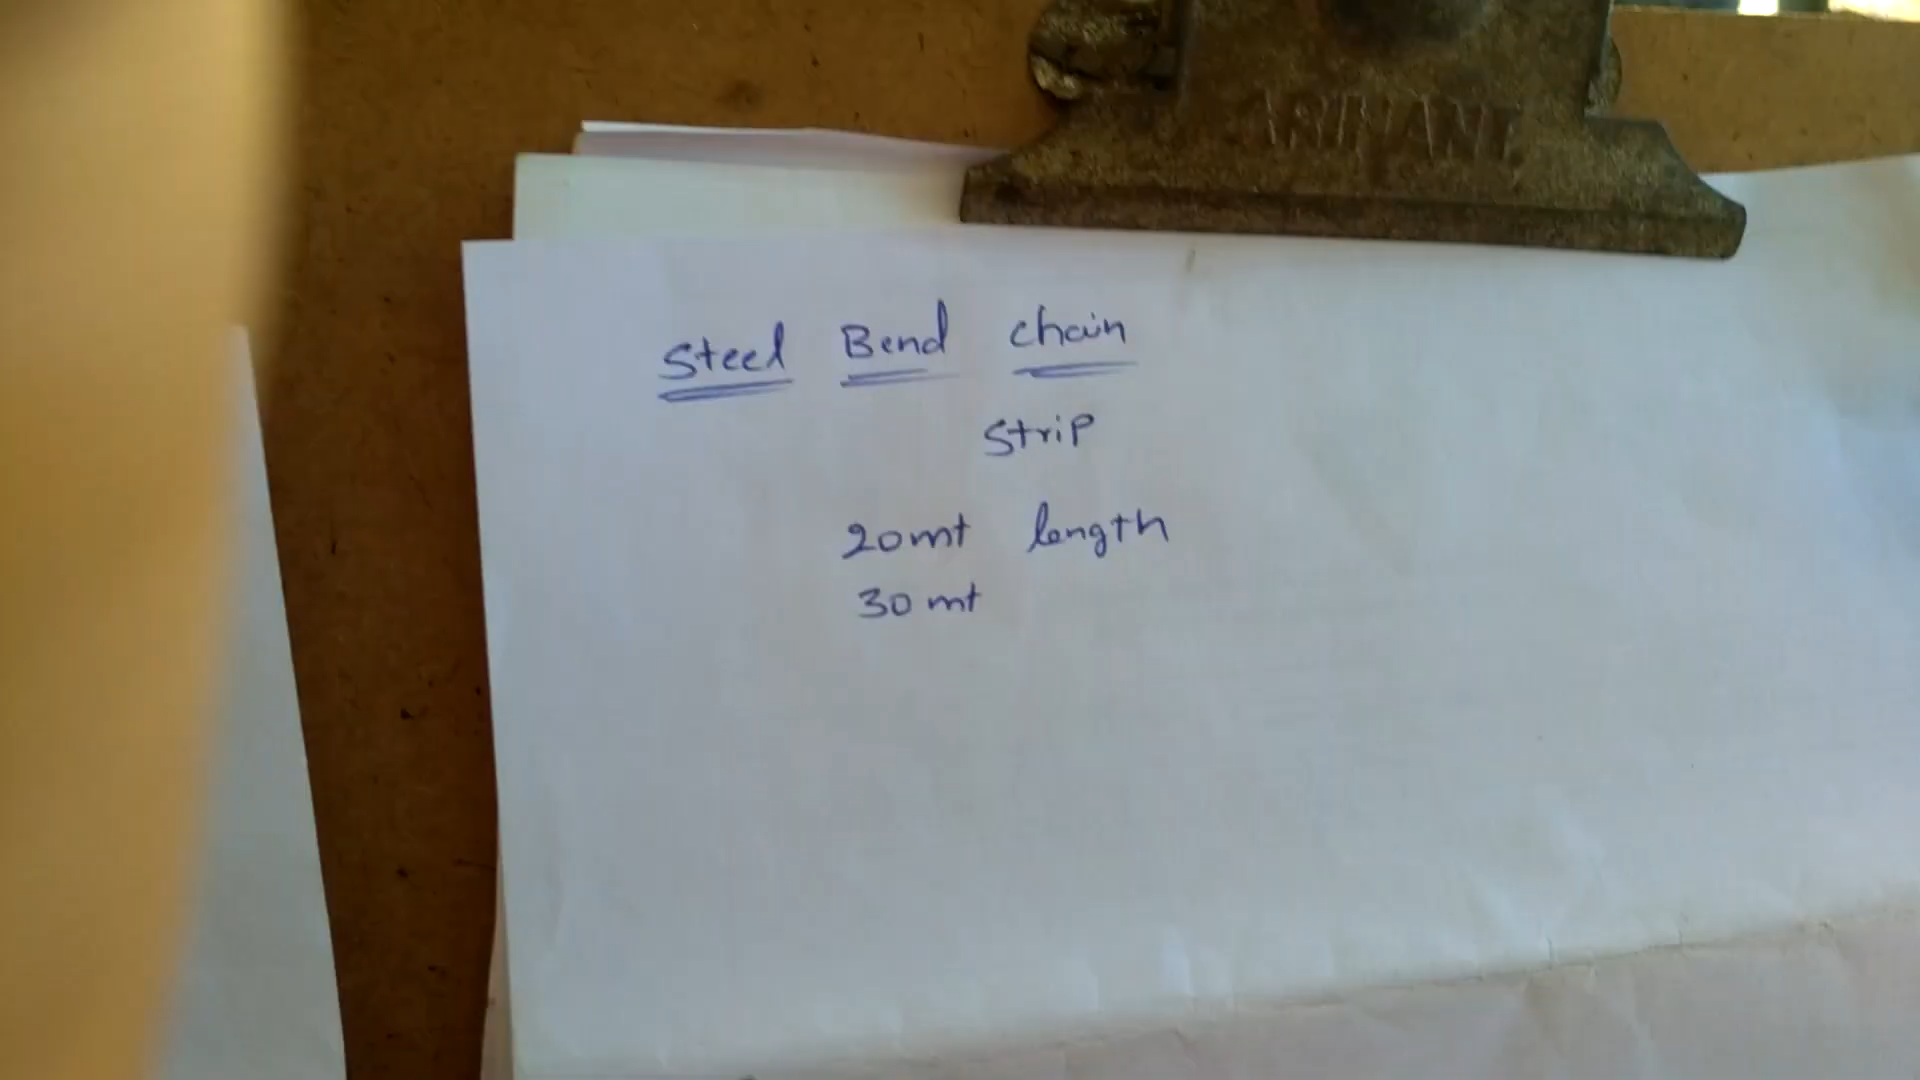 Steel Bend chain
Strip
20mt length
30 mt